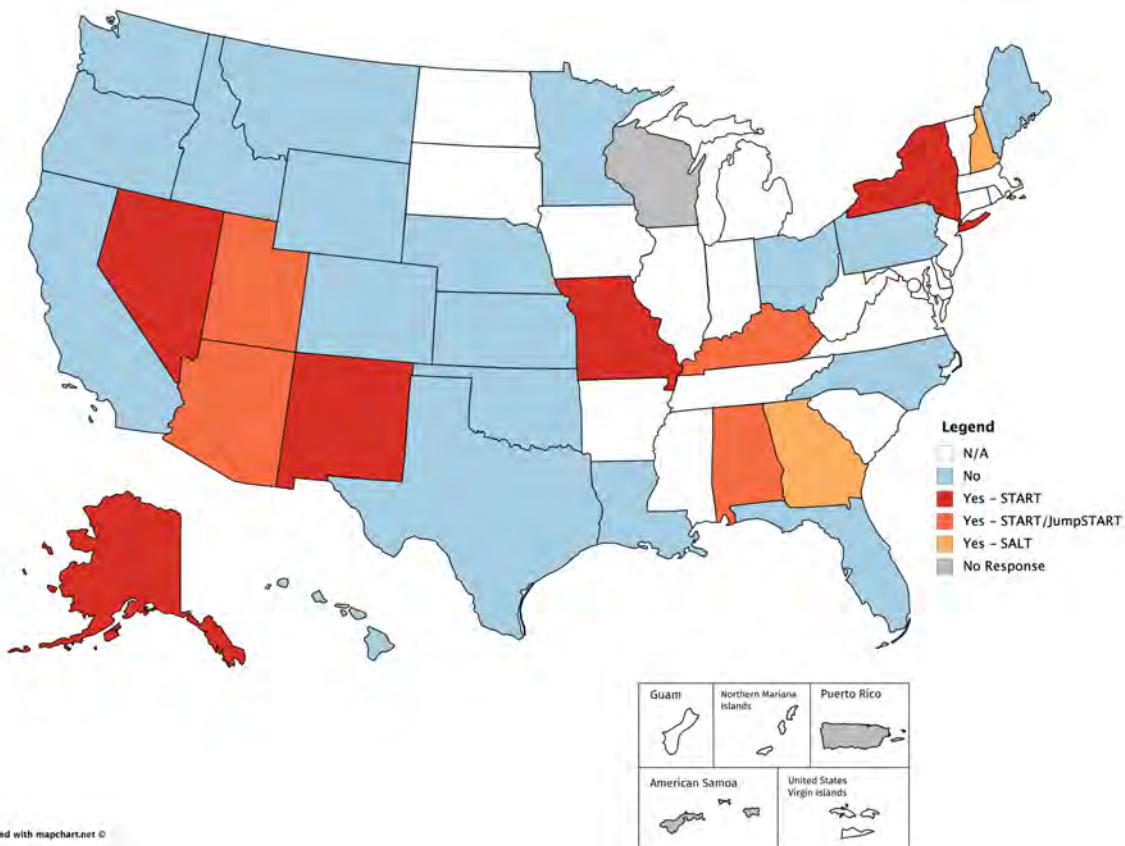 Legend
N/A
No
Yes – START
Yes – START/JumpSTART
Yes – SALT
No Response
Guam
Northern Mariana
Islands
Puerto Rico
American Samoa
United States
Virgin Islands
ed with mapchart.net ©